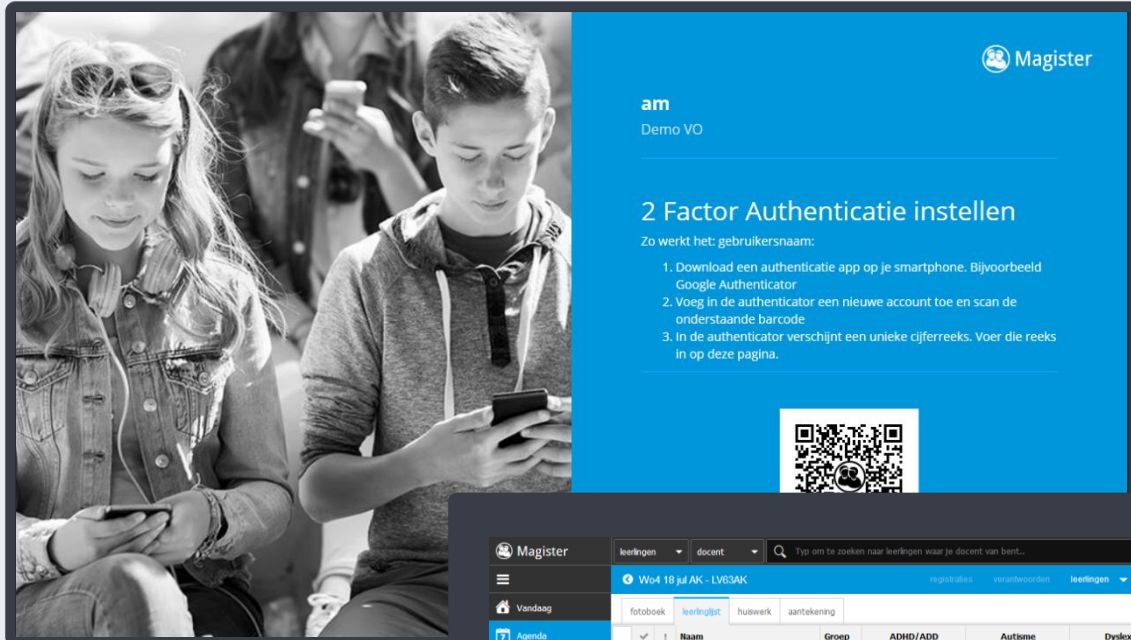 Magister
am
Demo VO
2 Factor Authenticatie instellen
Zo werkt het: gebruikersnaam:
1. Download een authenticatie app op je smartphone. Bijvoorbeeld
Google Authenticator
2. Voeg in de authenticator een nieuwe account toe en scan de
onderstaande barcode
3. In de authenticator verschijnt een unieke cijferreeks. Voer die reeks
in op deze pagina.
Magister
leerlingen docent Typ om te zoeken naar leerlingen waar je docent van bent..
Wo4 18 jul AK - LV63AK registraties verantwoorden leerlingen
Vandaag
fotoboek leerlinglijst huiswerk aantekening
7 Agenda
! Naam Groep ADHD/ADD Autisme Dyslex